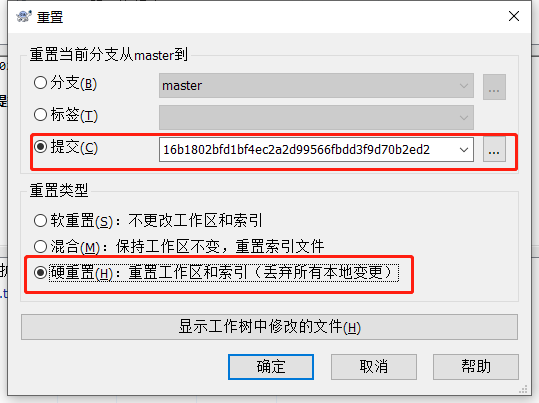 重置
重置当前分支从master到
分支(B)
master
...
标签(T)
提交(C)
16b1802bfd1bf4ec2a2d99566fbdd3f9d70b2ed2
...
重置类型
软重置(S)：不更改工作区和索引
混合(M)：保持工作区不变，重置索引文件
硬重置(H)：重置工作区和索引（丢弃所有本地变更）
显示工作树中修改的文件(H)
确定
取消
帮助